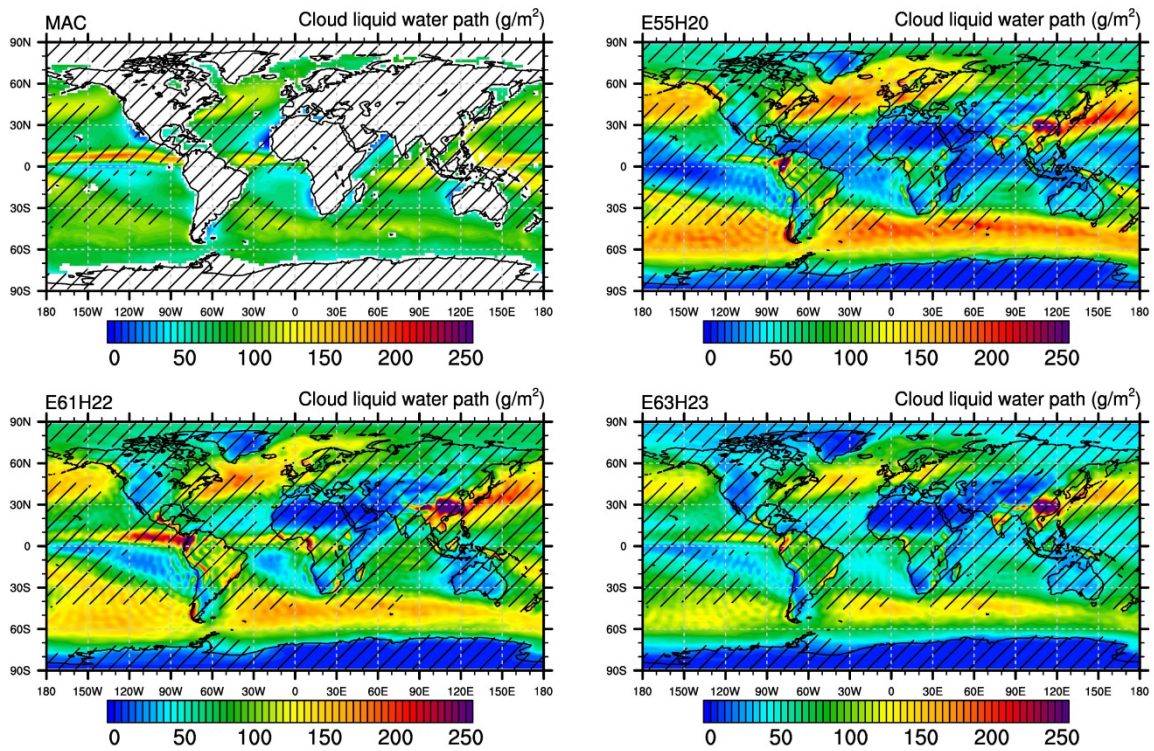 MAC Cloud liquid water path (g/m²)
90N
60N
30N
0
30S
60S
90S
180 150W 120W 90W 60W 30W 0 30E 60E 90E 120E 150E 180
0 50 100 150 200 250
E55H20 Cloud liquid water path (g/m²)
90N
60N
30N
0
30S
60S
90S
180 150W 120W 90W 60W 30W 0 30E 60E 90E 120E 150E 180
0 50 100 150 200 250
E61H22 Cloud liquid water path (g/m²)
90N
60N
30N
0
30S
60S
90S
180 150W 120W 90W 60W 30W 0 30E 60E 90E 120E 150E 180
0 50 100 150 200 250
E63H23 Cloud liquid water path (g/m²)
90N
60N
30N
0
30S
60S
90S
180 150W 120W 90W 60W 30W 0 30E 60E 90E 120E 150E 180
0 50 100 150 200 250